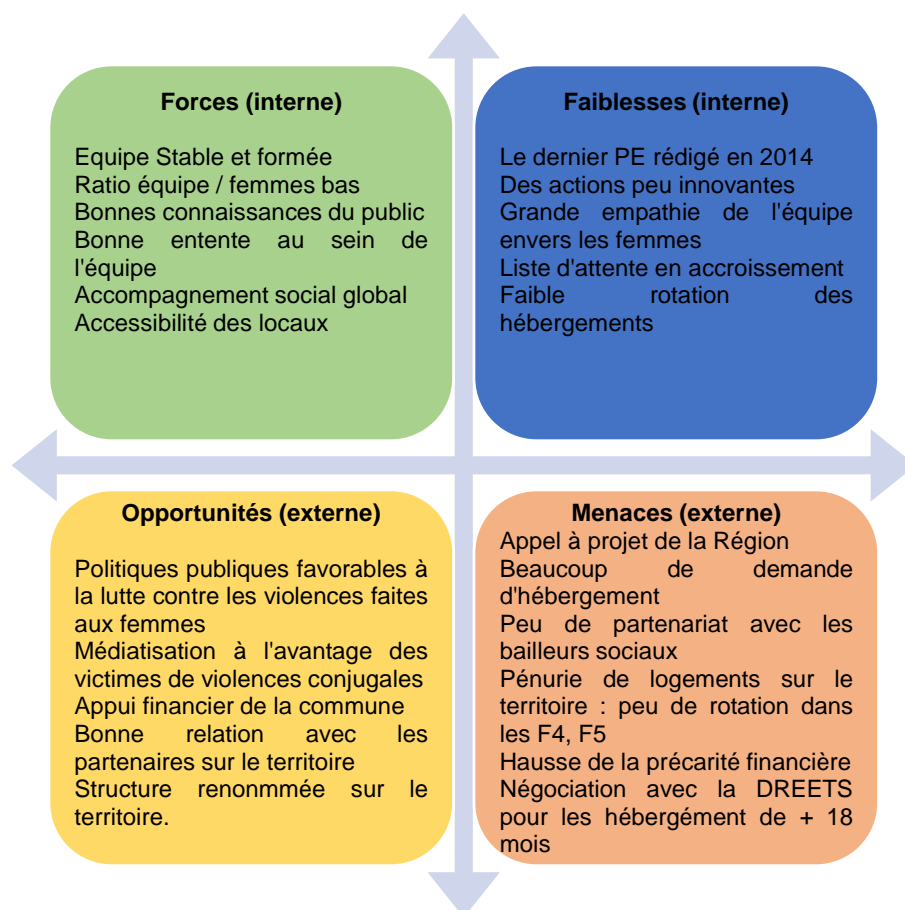 Forces (interne)
Equipe Stable et formée
Ratio équipe / femmes bas
Bonnes connaissances du public
Bonne entente au sein de
l'équipe
Accompagnement social global
Accessibilité des locaux
Faiblesses (interne)
Le dernier PE rédigé en 2014
Des actions peu innovantes
Grande empathie de l'équipe
envers les femmes
Liste d'attente en accroissement
Faible rotation des
hébergements
Opportunités (externe)
Politiques publiques favorables à
la lutte contre les violences faites
aux femmes
Médiatisation à l'avantage des
victimes de violences conjugales
Appui financier de la commune
Bonne relation avec les
partenaires sur le territoire
Structure renonmmée sur le
territoire.
Menaces (externe)
Appel à projet de la Région
Beaucoup de demande
d'hébergement
Peu de partenariat avec les
bailleurs sociaux
Pénurie de logements sur le
territoire : peu de rotation dans
les F4, F5
Hausse de la précarité financière
Négociation avec la DREETS
pour les hébergément de + 18
mois